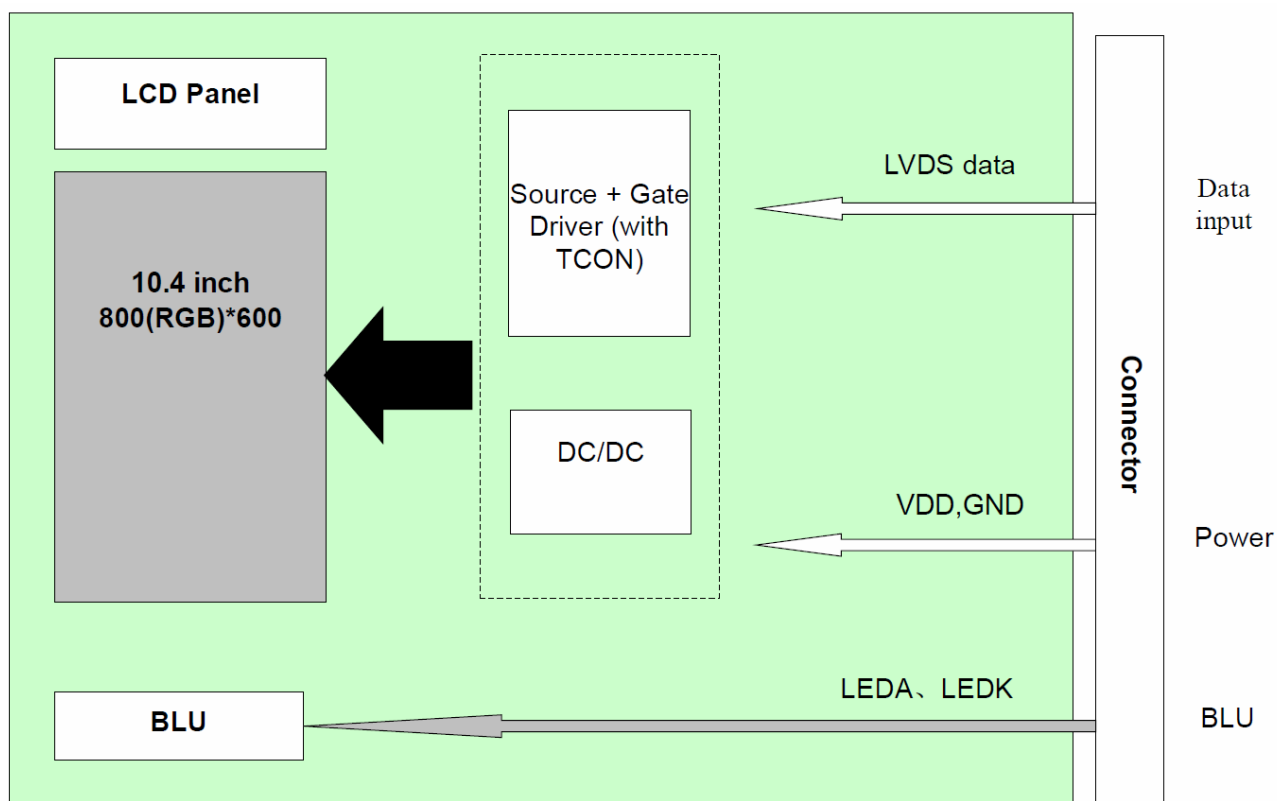 LCD Panel
10.4 inch
800(RGB)*600
Source + Gate
Driver (with
TCON)
DC/DC
LVDS data
VDD,GND
LEDA、LEDK
BLU
Connector
Data
input
Power
BLU